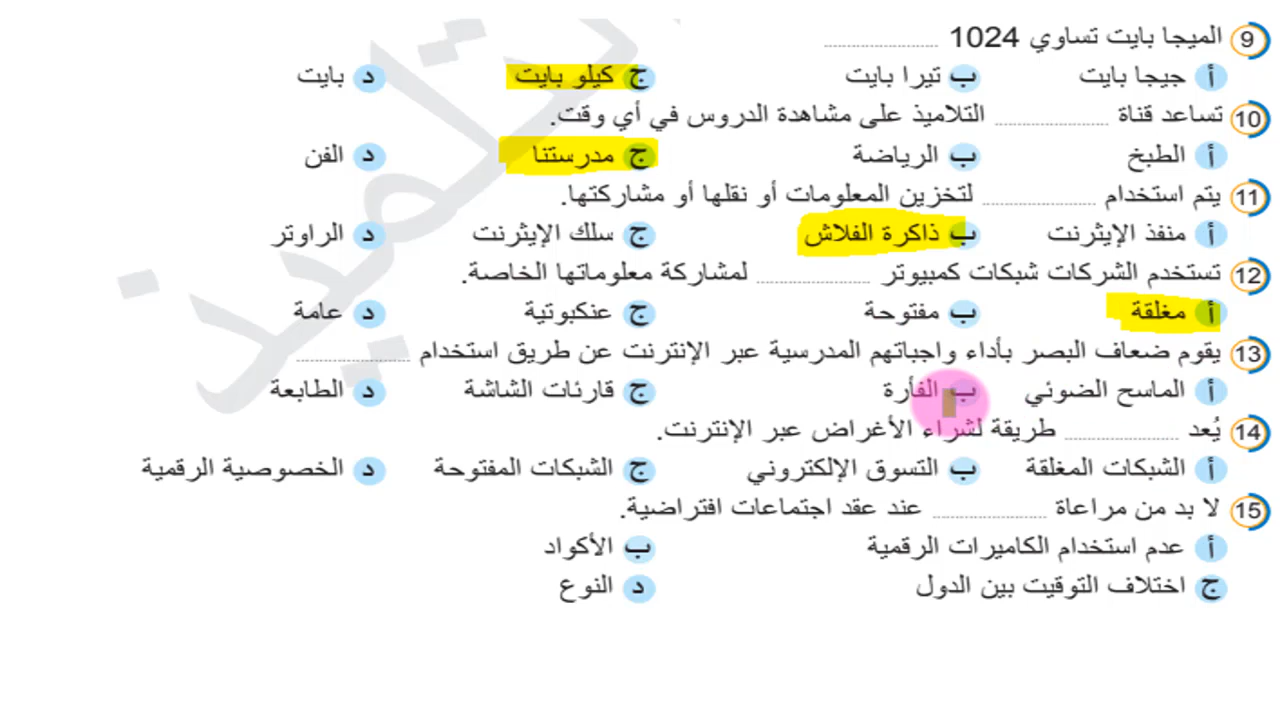 9 الميجا بايت تساوي 1024 ............
أ جيجا بايت ب تيرا بايت ج كيلو بايت د بايت
10 تساعد قناة ............ التلاميذ على مشاهدة الدروس في أي وقت.
أ الطبخ ب الرياضة ج مدرستنا د الفن
11 يتم استخدام ............ لتخزين المعلومات أو نقلها أو مشاركتها.
أ منفذ الإيثرنت ب ذاكرة الفلاش ج سلك الإيثرنت د الراوتر
12 تستخدم الشركات شبكات كمبيوتر ............ لمشاركة معلوماتها الخاصة.
أ مغلقة ب مفتوحة ج عنكبوتية د عامة
13 يقوم ضعاف البصر بأداء واجباتهم المدرسية عبر الإنترنت عن طريق استخدام ............
أ الماسح الضوئي ب الفأرة ج قارئات الشاشة د الطابعة
14 يُعد ............ طريقة لشراء الأغراض عبر الإنترنت.
أ الشبكات المغلقة ب التسوق الإلكتروني ج الشبكات المفتوحة د الخصوصية الرقمية
15 لا بد من مراعاة ............ عند عقد اجتماعات افتراضية.
أ عدم استخدام الكاميرات الرقمية ب الأكواد
ج اختلاف التوقيت بين الدول د النوع